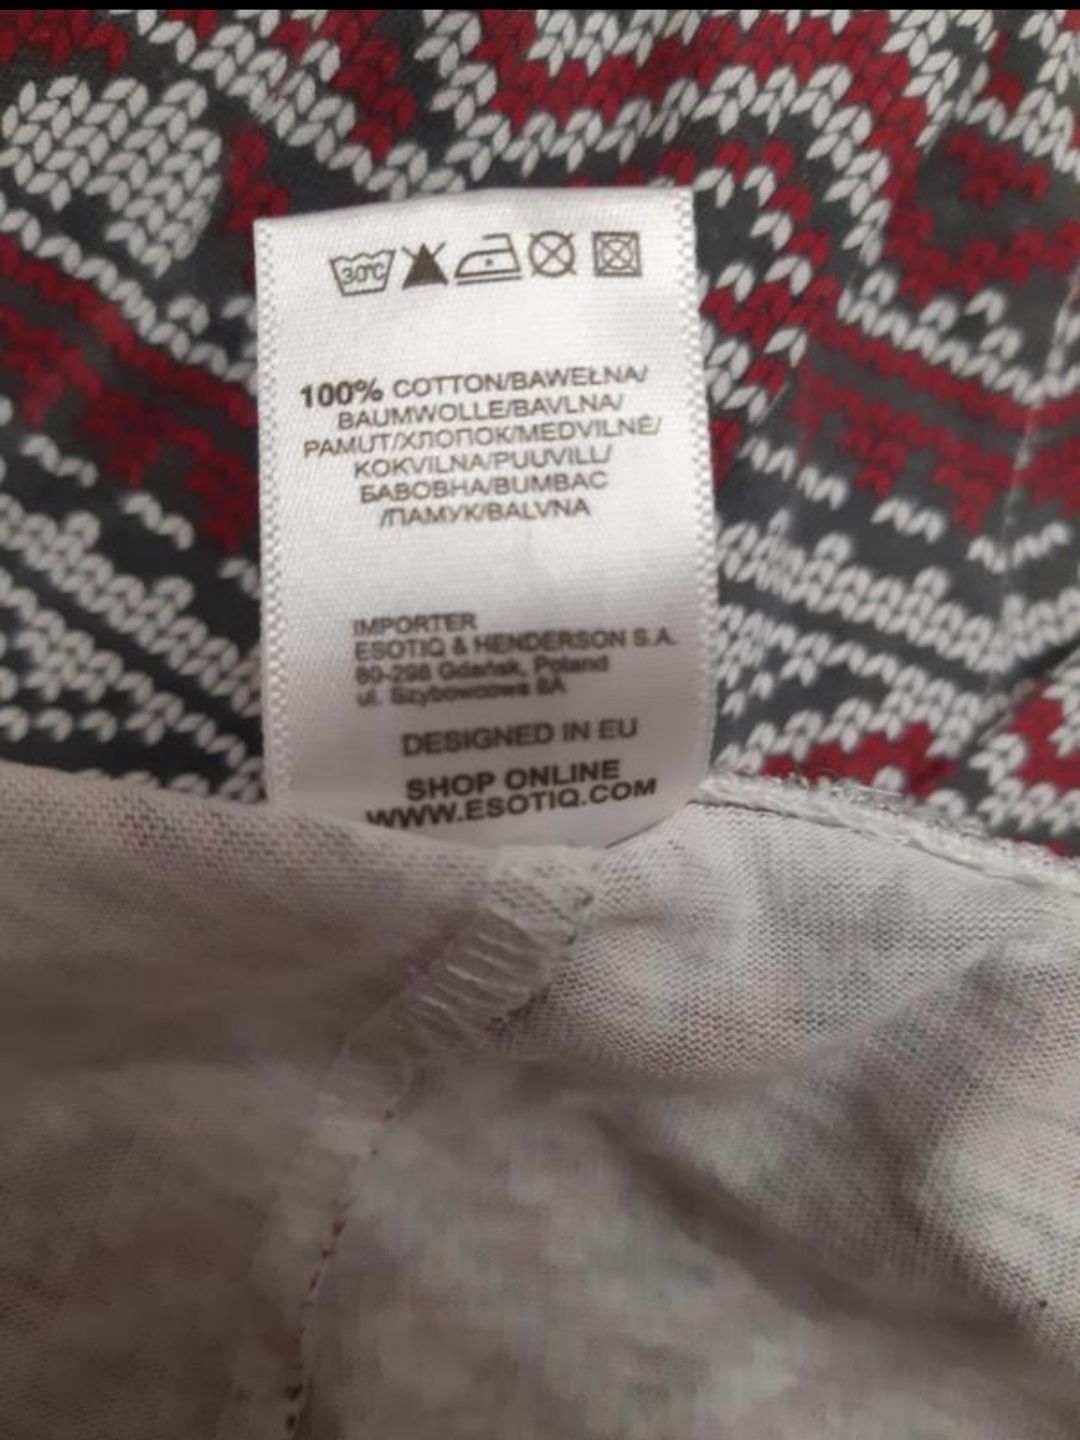 30°C
100% COTTON/BAWEŁNA/
BAUMWOLLE/BAVLNA/
PAMUT/ХЛОПОК/MEDVILNĖ/
KOKVILNA/PUUVILL/
БАВОВНА/BUMBAC
/ПАМУК/BALVNA
IMPORTER
ESOTIQ & HENDERSON S.A.
80-298 Gdańsk, Poland
ul. Szybowcowa 8A
DESIGNED IN EU
SHOP ONLINE
WWW.ESOTIQ.COM